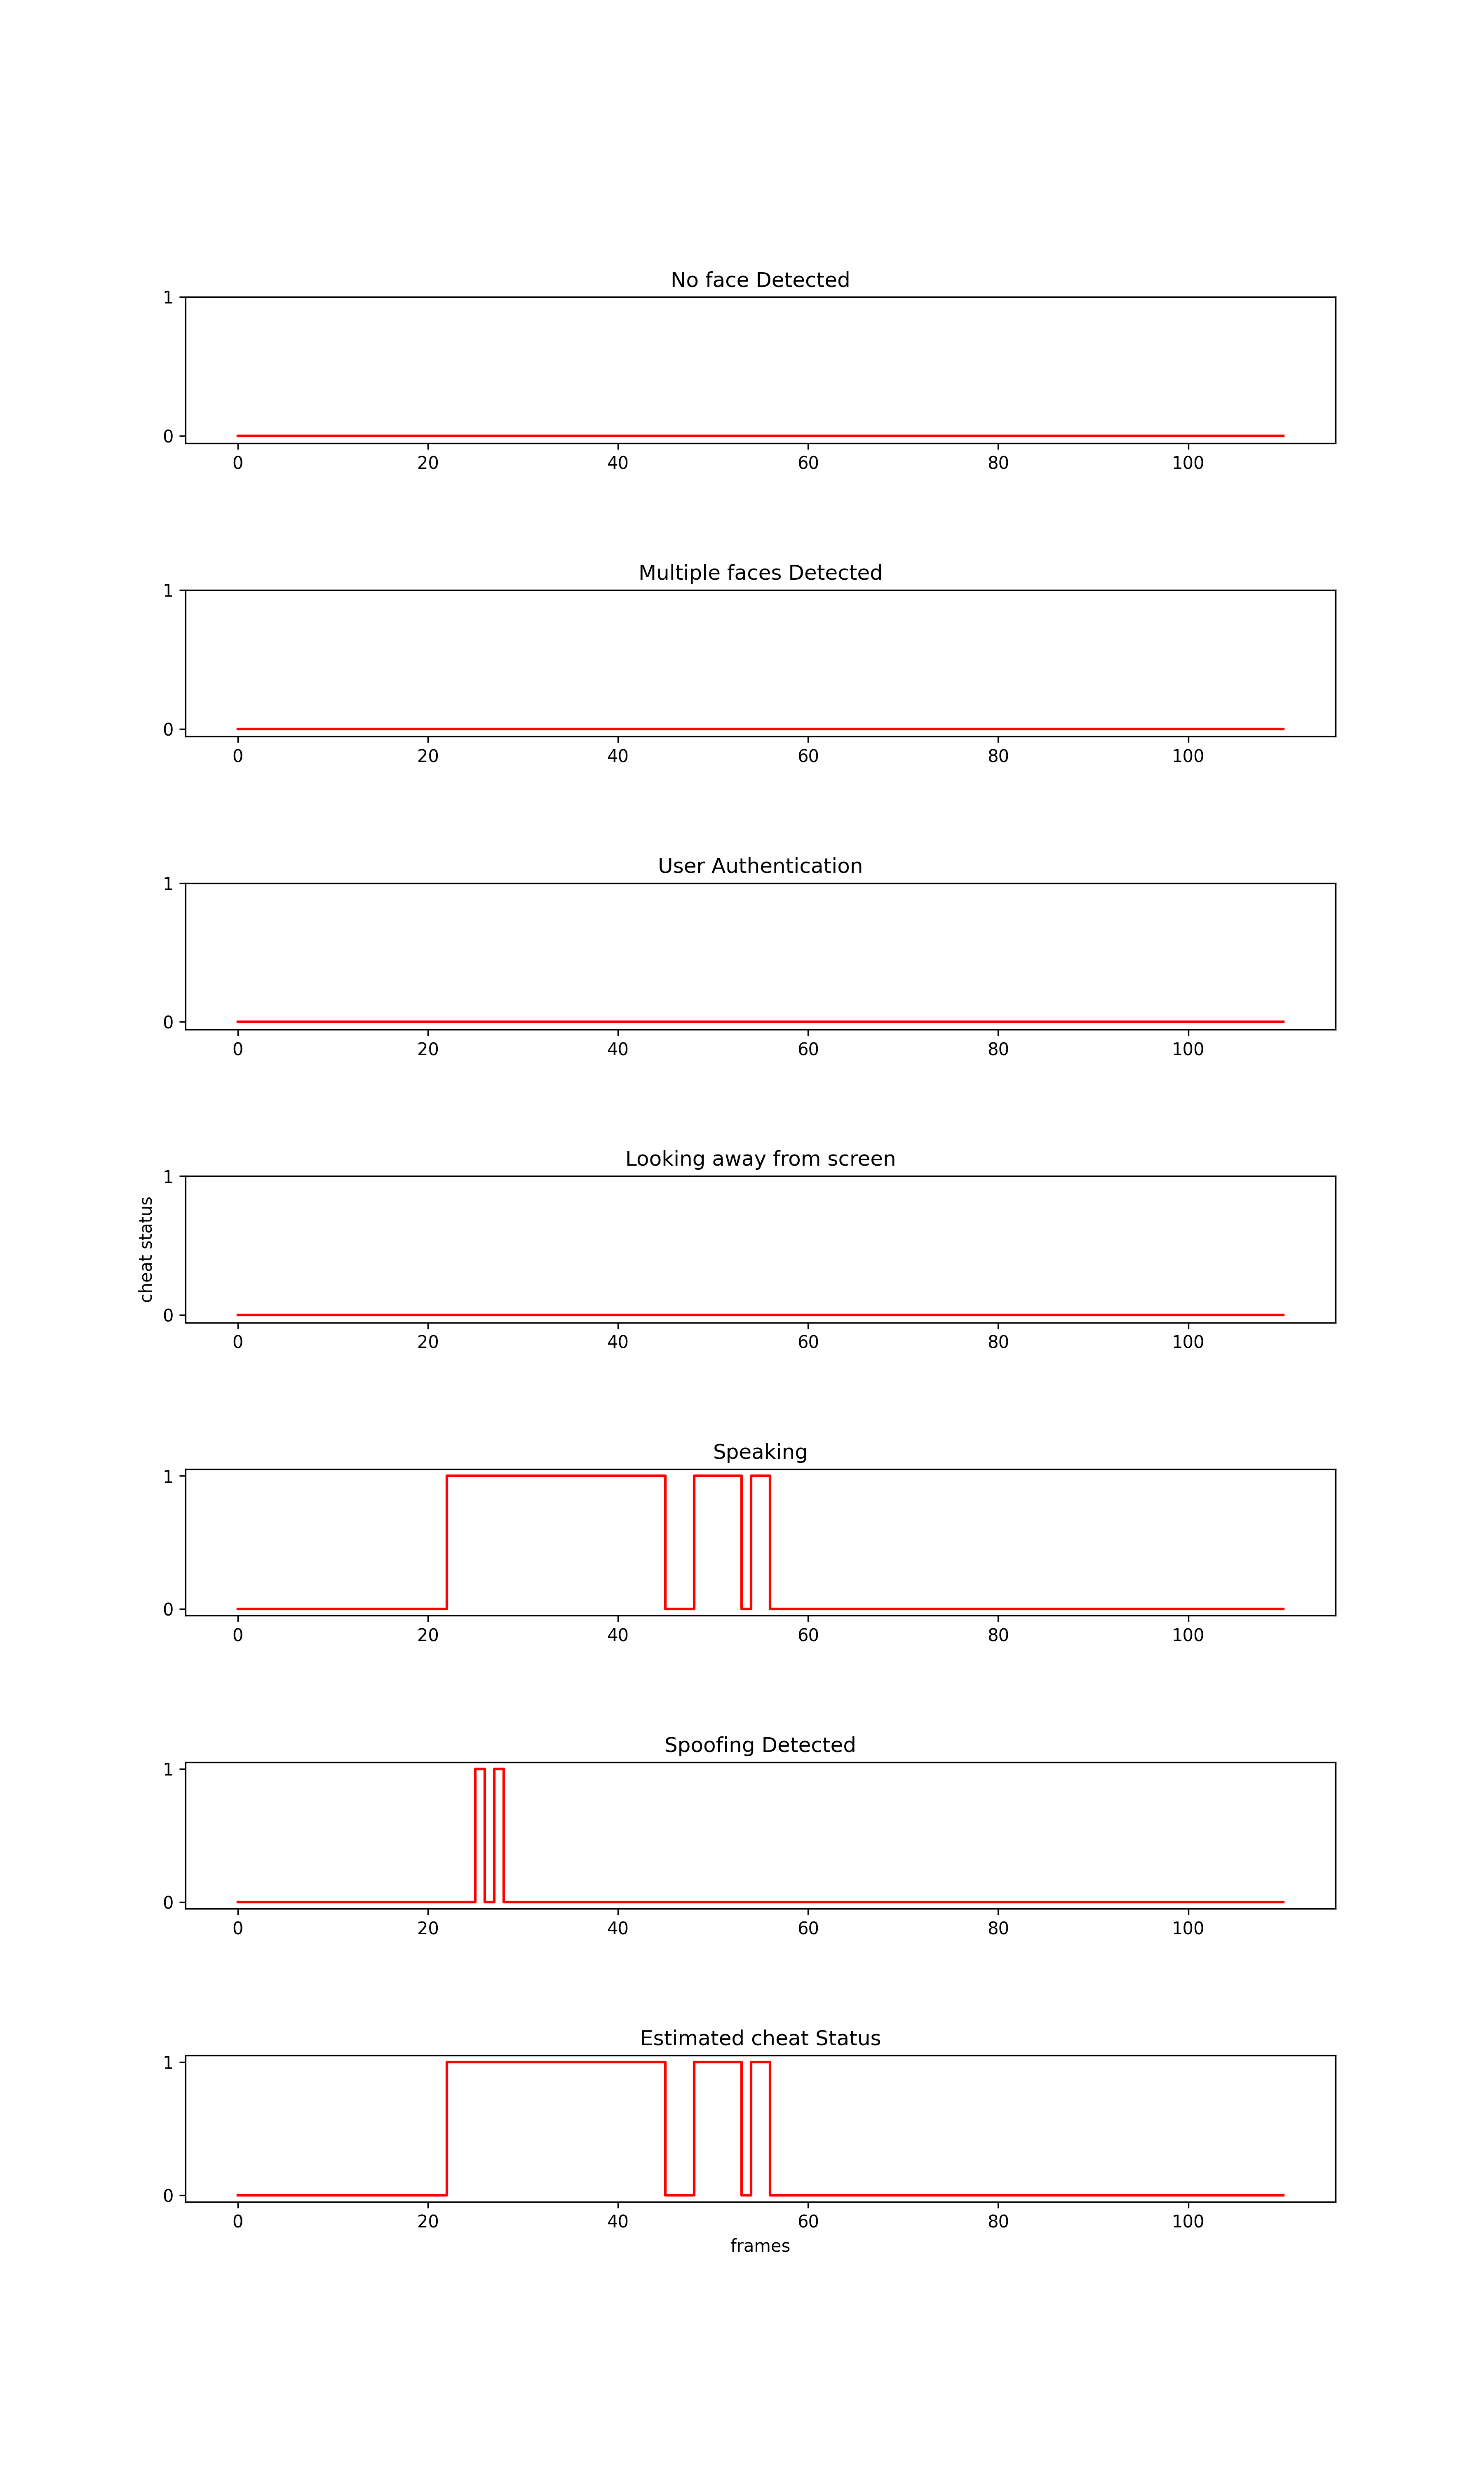 No face Detected
1
0
0 20 40 60 80 100
Multiple faces Detected
1
0
0 20 40 60 80 100
User Authentication
1
0
0 20 40 60 80 100
Looking away from screen
1
cheat status
0
0 20 40 60 80 100
Speaking
1
0
0 20 40 60 80 100
Spoofing Detected
1
0
0 20 40 60 80 100
Estimated cheat Status
1
0
0 20 40 60 80 100
frames